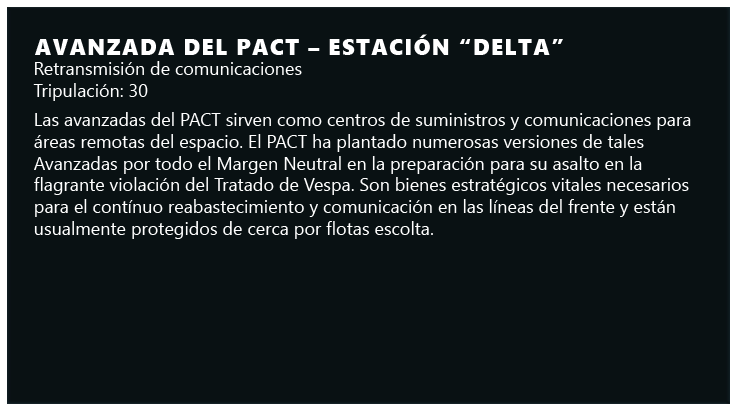 AVANZADA DEL PACT – ESTACIÓN “DELTA”
Retransmisión de comunicaciones
Tripulación: 30
Las avanzadas del PACT sirven como centros de suministros y comunicaciones para
áreas remotas del espacio. El PACT ha plantado numerosas versiones de tales
Avanzadas por todo el Margen Neutral en la preparación para su asalto en la
flagrante violación del Tratado de Vespa. Son bienes estratégicos vitales necesarios
para el contínuo reabastecimiento y comunicación en las líneas del frente y están
usualmente protegidos de cerca por flotas escolta.